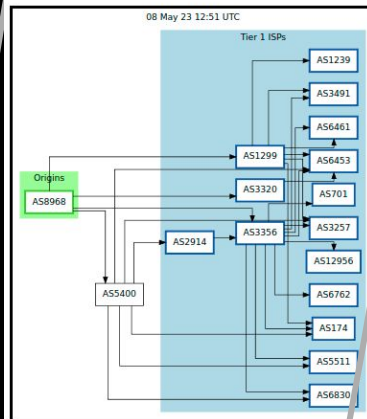 08 May 23 12:51 UTC
Tier 1 ISPs
AS1239
AS3491
AS6461
AS1299
AS6453
Origins
AS3320
AS701
AS8968
AS3356
AS3257
AS2914
AS12956
AS5400
AS6762
AS174
AS5511
AS6830